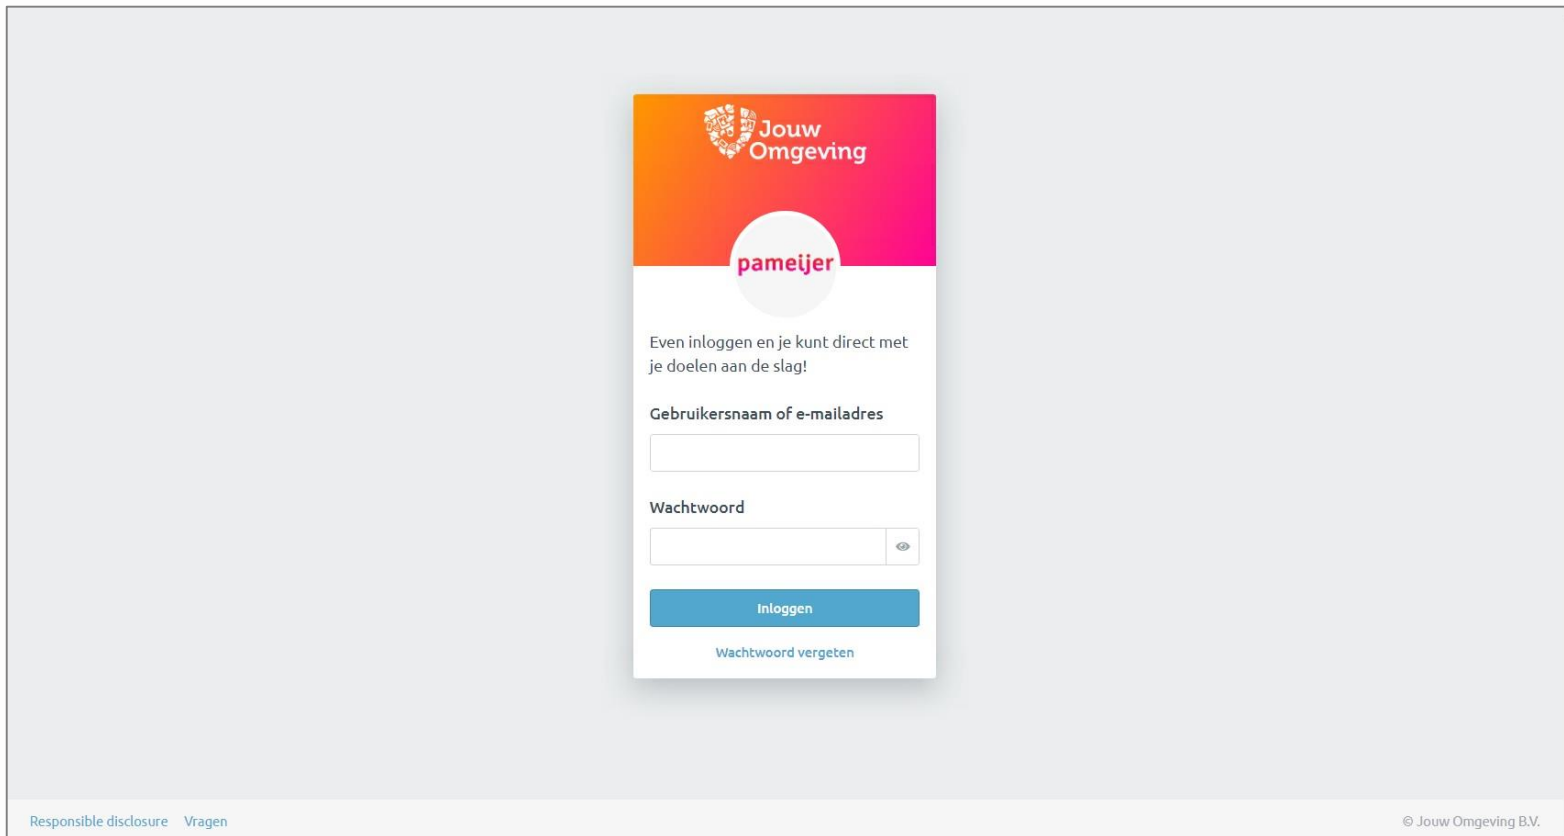 Jouw
Omgeving
pameijer
Even inloggen en je kunt direct met
je doelen aan de slag!
Gebruikersnaam of e-mailadres
Wachtwoord
Inloggen
Wachtwoord vergeten
Responsible disclosure Vragen
© Jouw Omgeving B.V.